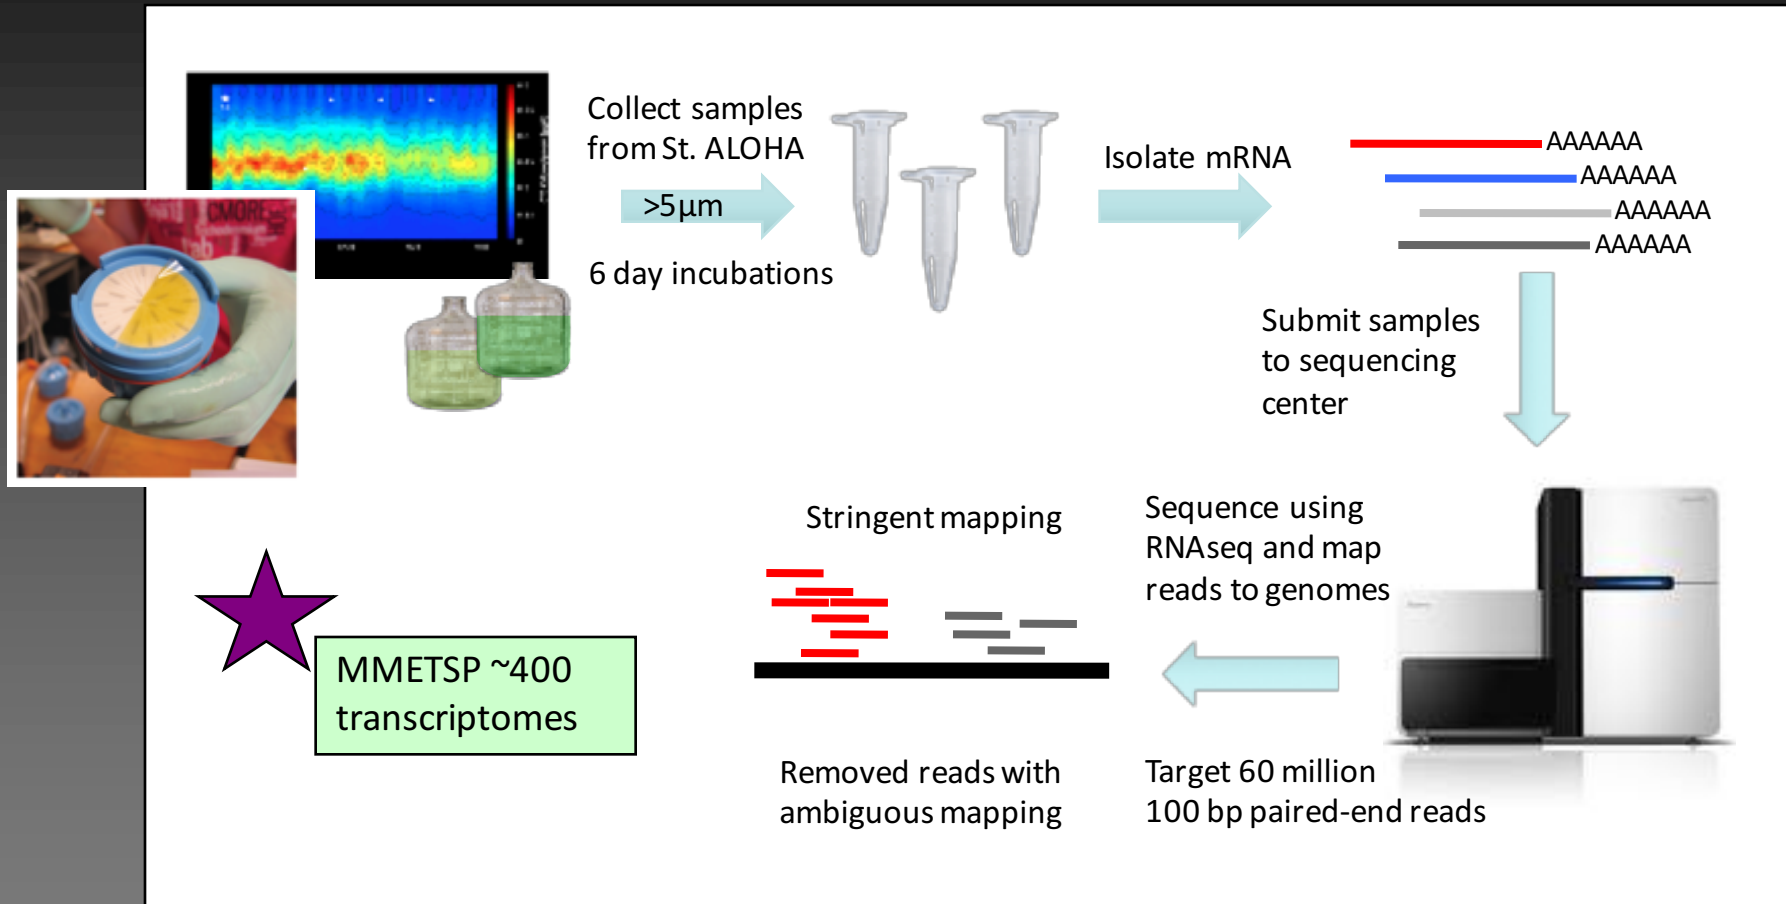 Collect samples
from St. ALOHA
>5µm
6 day incubations
Isolate mRNA
AAAAAA
AAAAAA
AAAAAA
AAAAAA
CMORE
Submit samples
to sequencing
center
Sequence using
RNAseq and map
reads to genomes
Target 60 million
100 bp paired-end reads
Stringent mapping
Removed reads with
ambiguous mapping
MMETSP ~400
transcriptomes